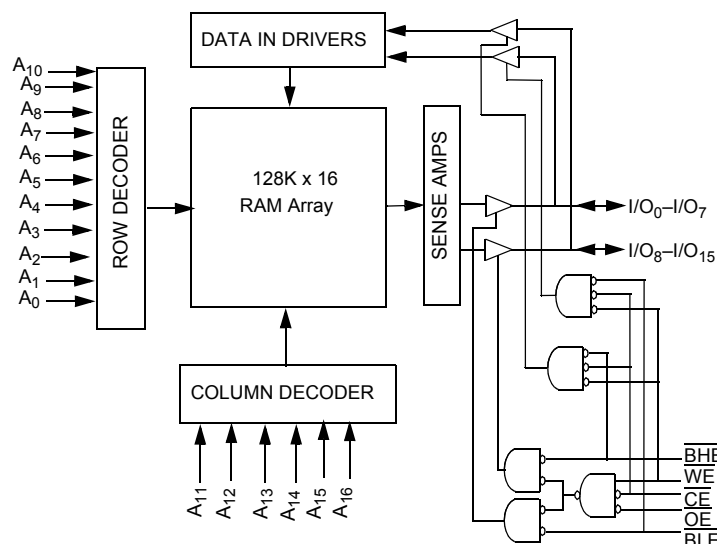 DATA IN DRIVERS
A10
A9
A8
A7
A6
A5
A4
A3
A2
A1
A0
ROW DECODER
128K x 16
RAM Array
SENSE AMPS
I/O0–I/O7
I/O8–I/O15
COLUMN DECODER
A11
A12
A13
A14
A15
A16
BHE
WE
CE
OE
BLE